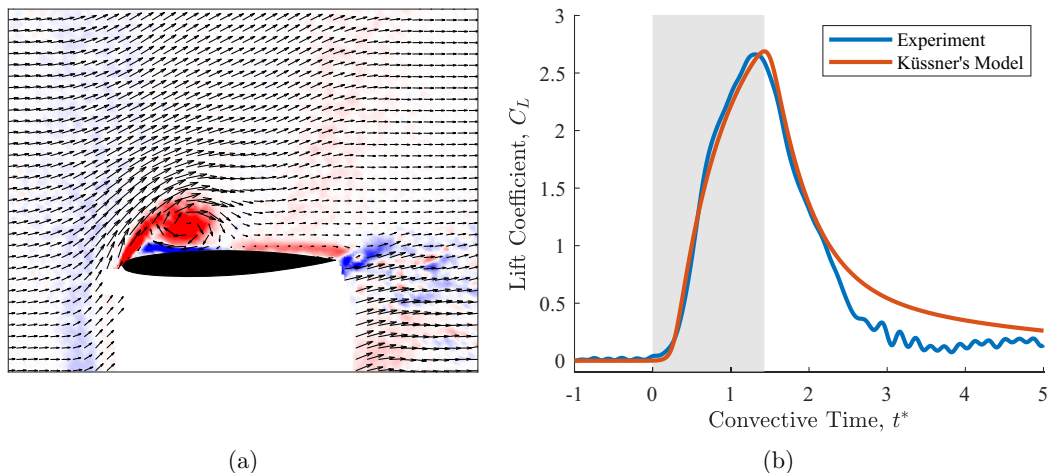 3
2.5
2
1.5
1
0.5
0
-1 0 1 2 3 4 5
Lift Coefficient, C_L
Convective Time, t*
Experiment
Küssner's Model
(a)
(b)